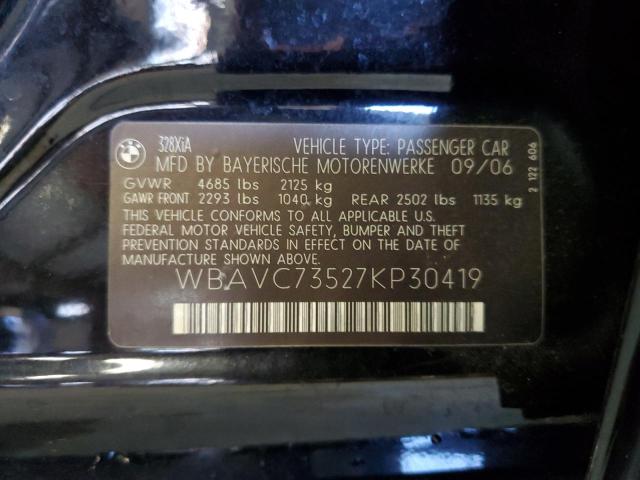 BMW
328XiA
VEHICLE TYPE: PASSENGER CAR
MFD BY BAYERISCHE MOTORENWERKE 09/06
GVWR 4685 lbs 2125 kg
GAWR FRONT 2293 lbs 1040 kg REAR 2502 lbs 1135 kg
THIS VEHICLE CONFORMS TO ALL APPLICABLE U.S.
FEDERAL MOTOR VEHICLE SAFETY, BUMPER AND THEFT
PREVENTION STANDARDS IN EFFECT ON THE DATE OF
MANUFACTURE SHOWN ABOVE.
WBAVC73527KP30419
2 122 606